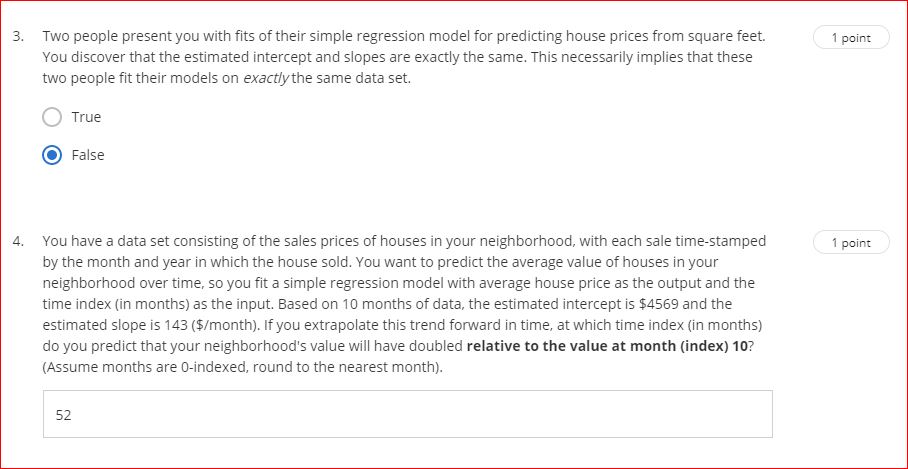 3. Two people present you with fits of their simple regression model for predicting house prices from square feet. 1 point
You discover that the estimated intercept and slopes are exactly the same. This necessarily implies that these
two people fit their models on exactly the same data set.
True
False
4. You have a data set consisting of the sales prices of houses in your neighborhood, with each sale time-stamped 1 point
by the month and year in which the house sold. You want to predict the average value of houses in your
neighborhood over time, so you fit a simple regression model with average house price as the output and the
time index (in months) as the input. Based on 10 months of data, the estimated intercept is $4569 and the
estimated slope is 143 ($/month). If you extrapolate this trend forward in time, at which time index (in months)
do you predict that your neighborhood's value will have doubled relative to the value at month (index) 10?
(Assume months are 0-indexed, round to the nearest month).
52